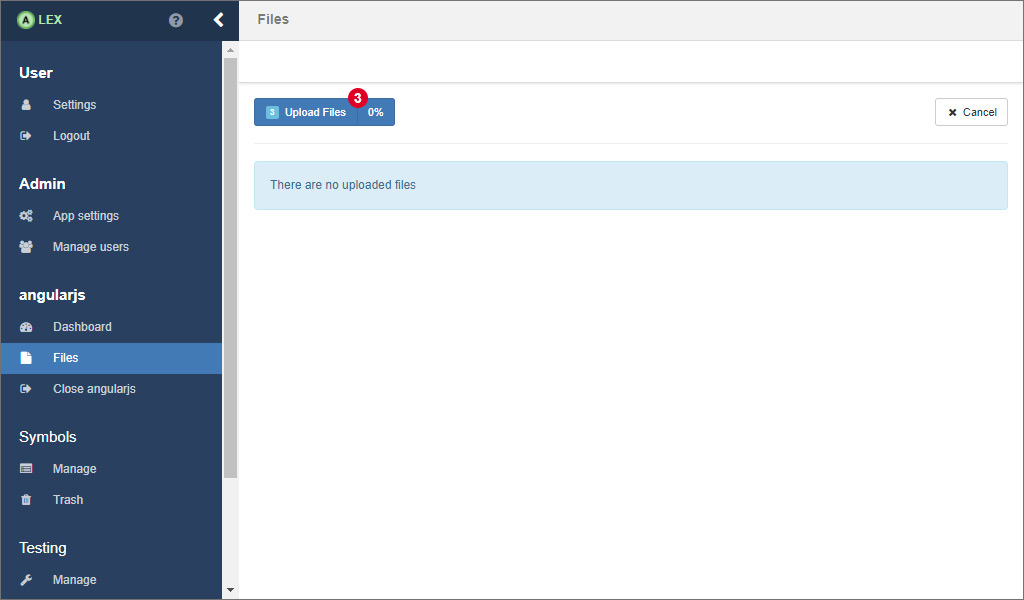 A LEX ?
Files
User
Settings
Logout
Admin
App settings
Manage users
angularjs
Dashboard
Files
Close angularjs
Symbols
Manage
Trash
Testing
Manage
3
3 Upload Files 0%
Cancel
There are no uploaded files